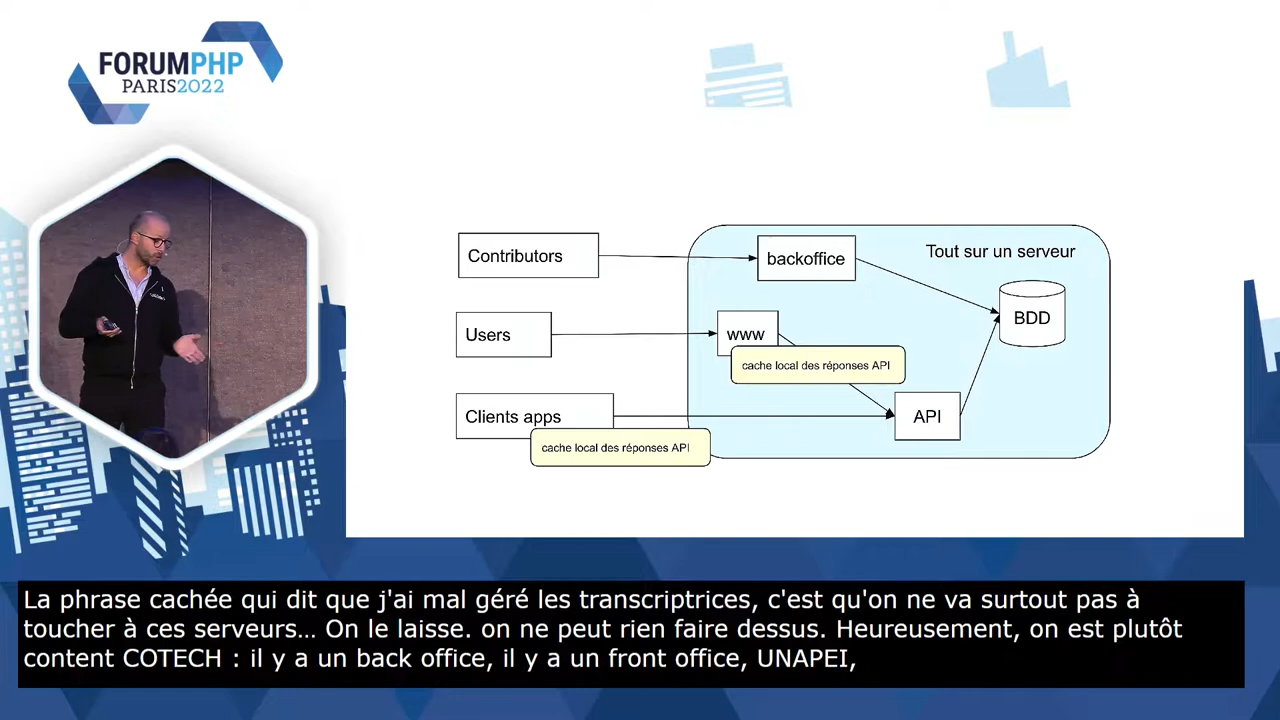 FORUMPHP
PARIS2022
Contributors
backoffice
Tout sur un serveur
BDD
Users
www
cache local des réponses API
Clients apps
API
cache local des réponses API
La phrase cachée qui dit que j'ai mal géré les transcriptrices, c'est qu'on ne va surtout pas à
toucher à ces serveurs... On le laisse. on ne peut rien faire dessus. Heureusement, on est plutôt
content COTECH : il y a un back office, il y a un front office, UNAPEI,